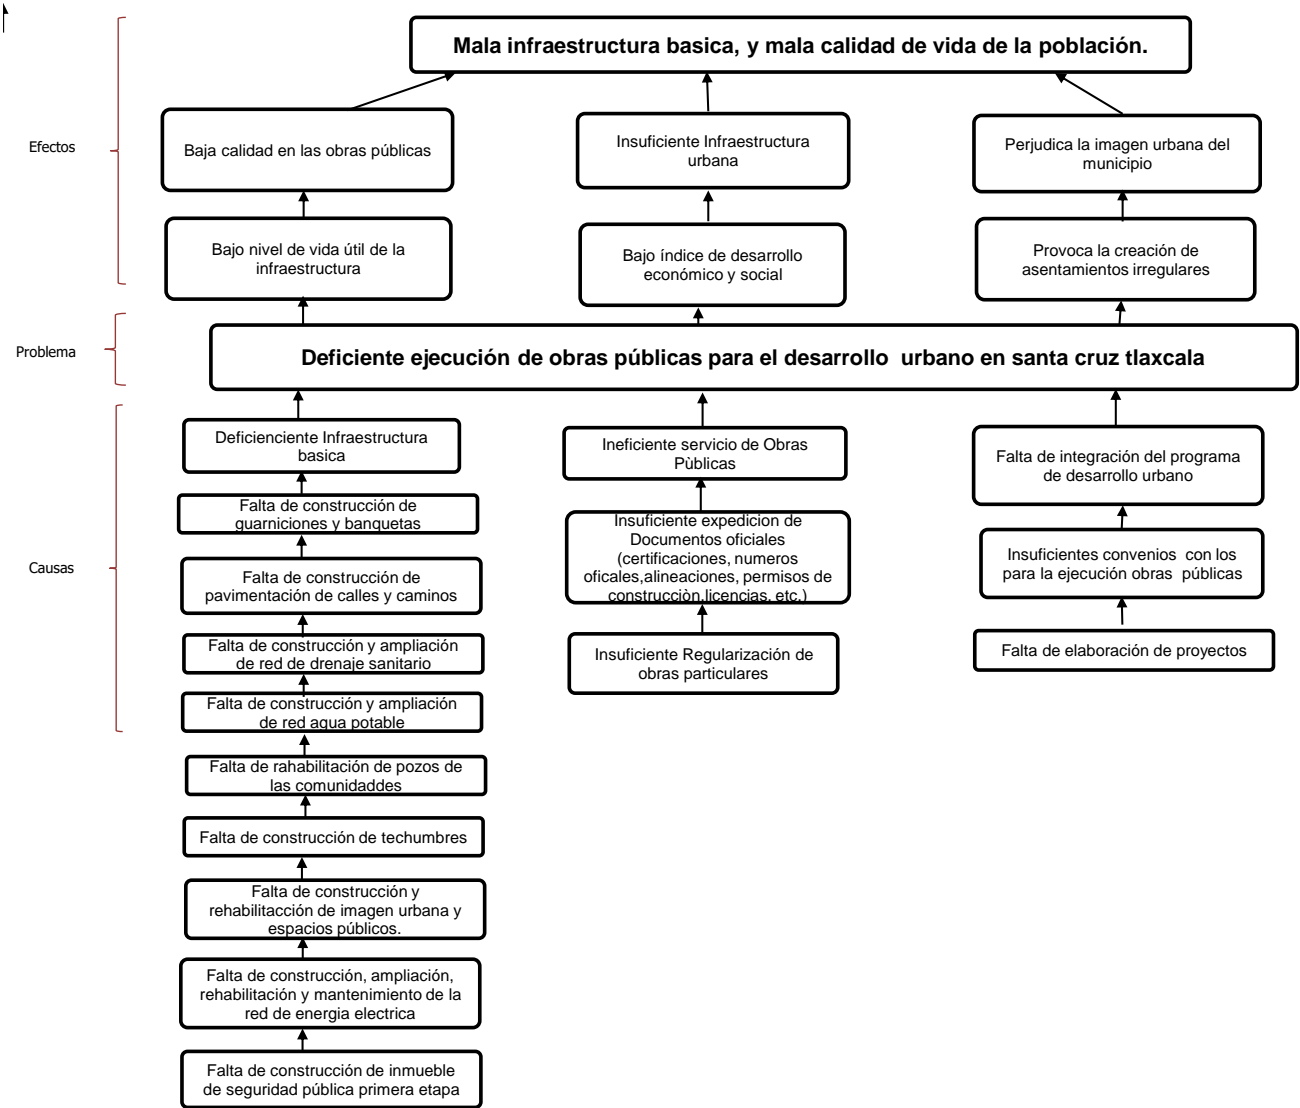 Mala infraestructura basica, y mala calidad de vida de la población.
Efectos
Baja calidad en las obras públicas
Insuficiente Infraestructura
urbana
Perjudica la imagen urbana del
municipio
Bajo nivel de vida útil de la
infraestructura
Bajo índice de desarrollo
económico y social
Provoca la creación de
asentamientos irregulares
Problema
Deficiente ejecución de obras públicas para el desarrollo urbano en santa cruz tlaxcala
Causas
Deficienciente Infraestructura
basica
Falta de construcción de
guarniciones y banquetas
Falta de construcción de
pavimentación de calles y caminos
Falta de construcción y ampliación
de red de drenaje sanitario
Falta de construcción y ampliación
de red agua potable
Falta de rahabilitación de pozos de
las comunidaddes
Falta de construcción de techumbres
Falta de construcción y
rehabilitacción de imagen urbana y
espacios públicos.
Falta de construcción, ampliación,
rehabilitación y mantenimiento de la
red de energia electrica
Falta de construcción de inmueble
de seguridad pública primera etapa
Ineficiente servicio de Obras
Pùblicas
Insuficiente expedicion de
Documentos oficiales
(certificaciones, numeros
oficales,alineaciones, permisos de
construcciòn,licencias, etc.)
Insuficiente Regularización de
obras particulares
Falta de integración del programa
de desarrollo urbano
Insuficientes convenios con los
para la ejecución obras públicas
Falta de elaboración de proyectos